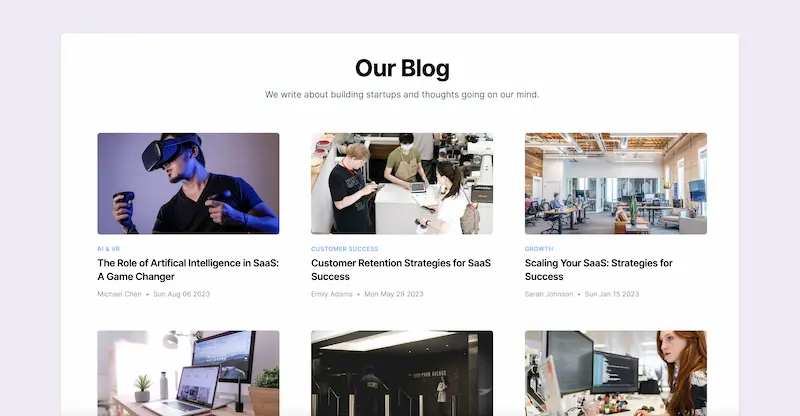 Our Blog
We write about building startups and thoughts going on our mind.
AI & VR
The Role of Artifical Intelligence in SaaS:
A Game Changer
Michael Chen • Sun Aug 06 2023
CUSTOMER SUCCESS
Customer Retention Strategies for SaaS
Success
Emily Adams • Mon May 29 2023
GROWTH
Scaling Your SaaS: Strategies for
Success
Sarah Johnson • Sun Jan 15 2023